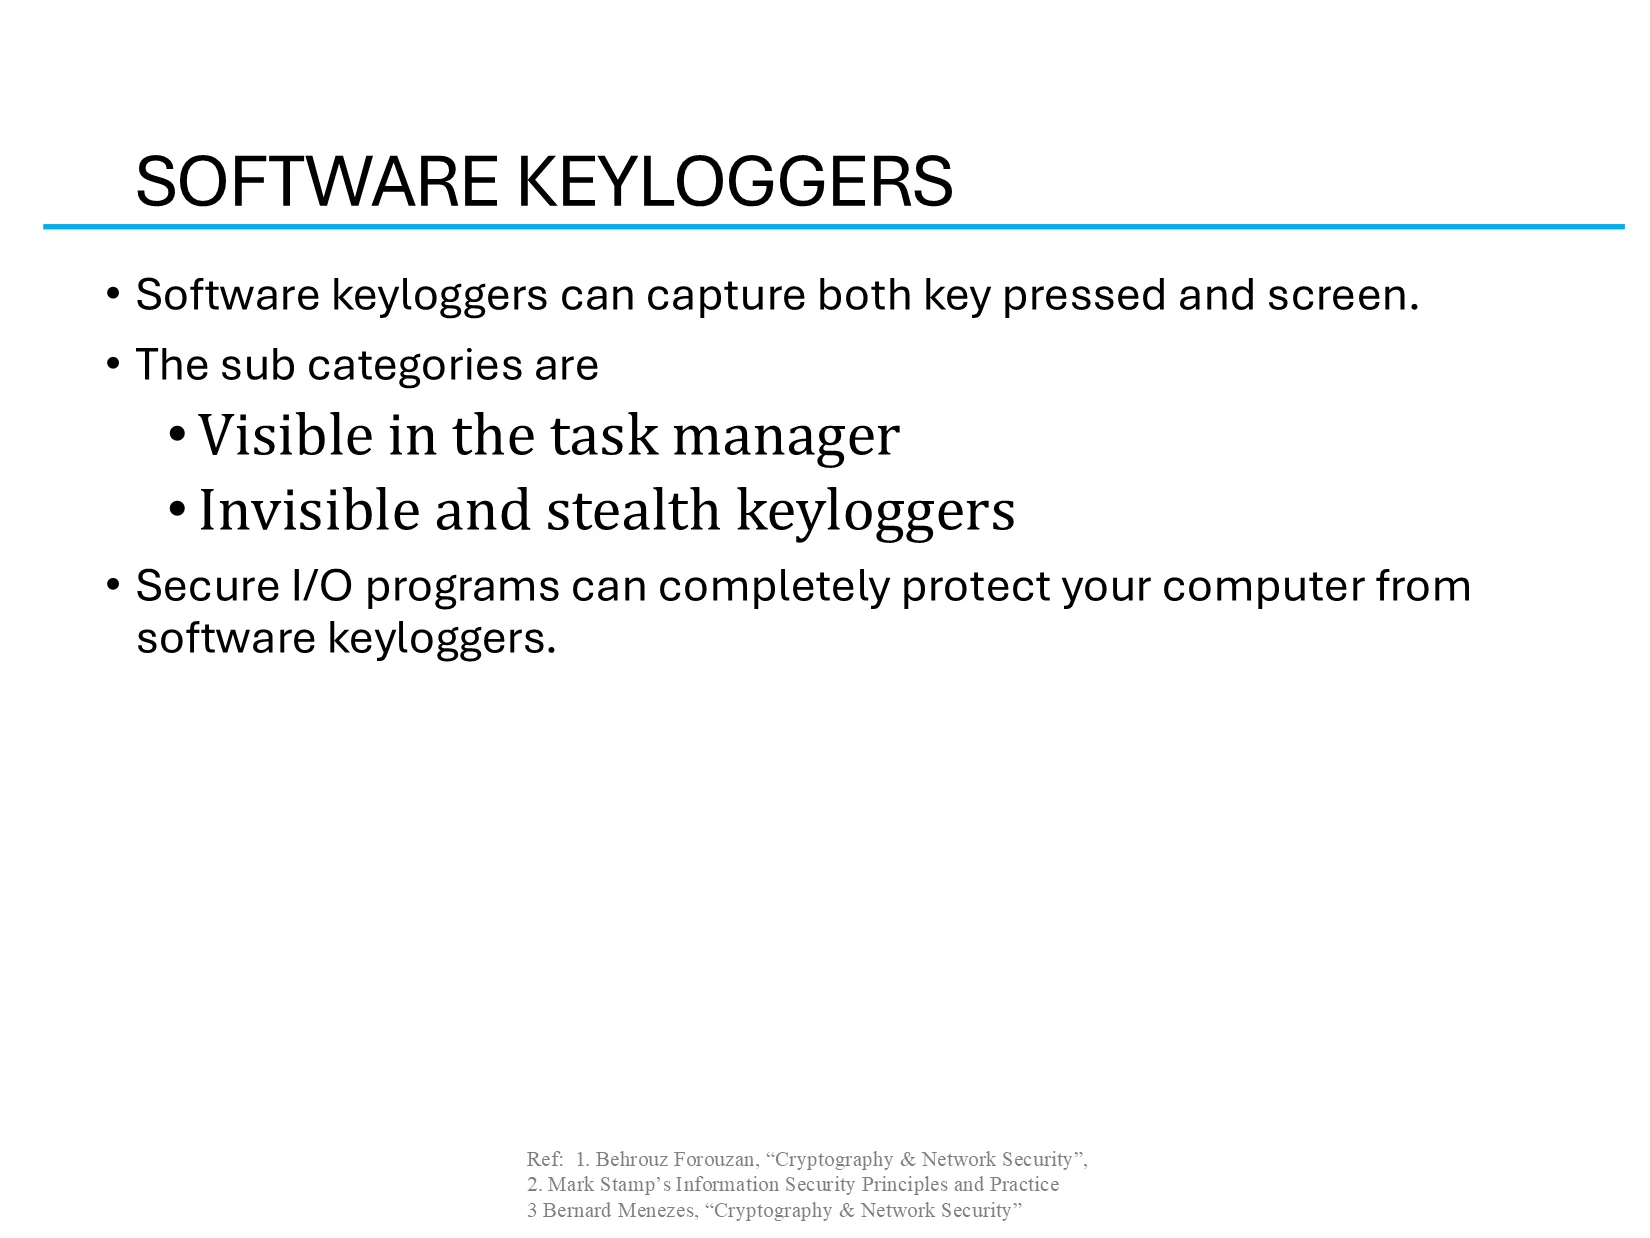 SOFTWARE KEYLOGGERS
• Software keyloggers can capture both key pressed and screen.
• The sub categories are
• Visible in the task manager
• Invisible and stealth keyloggers
• Secure I/O programs can completely protect your computer from
software keyloggers.
Ref:  1. Behrouz Forouzan, “Cryptography & Network Security”,
2. Mark Stamp’s Information Security Principles and Practice
3 Bernard Menezes, “Cryptography & Network Security”